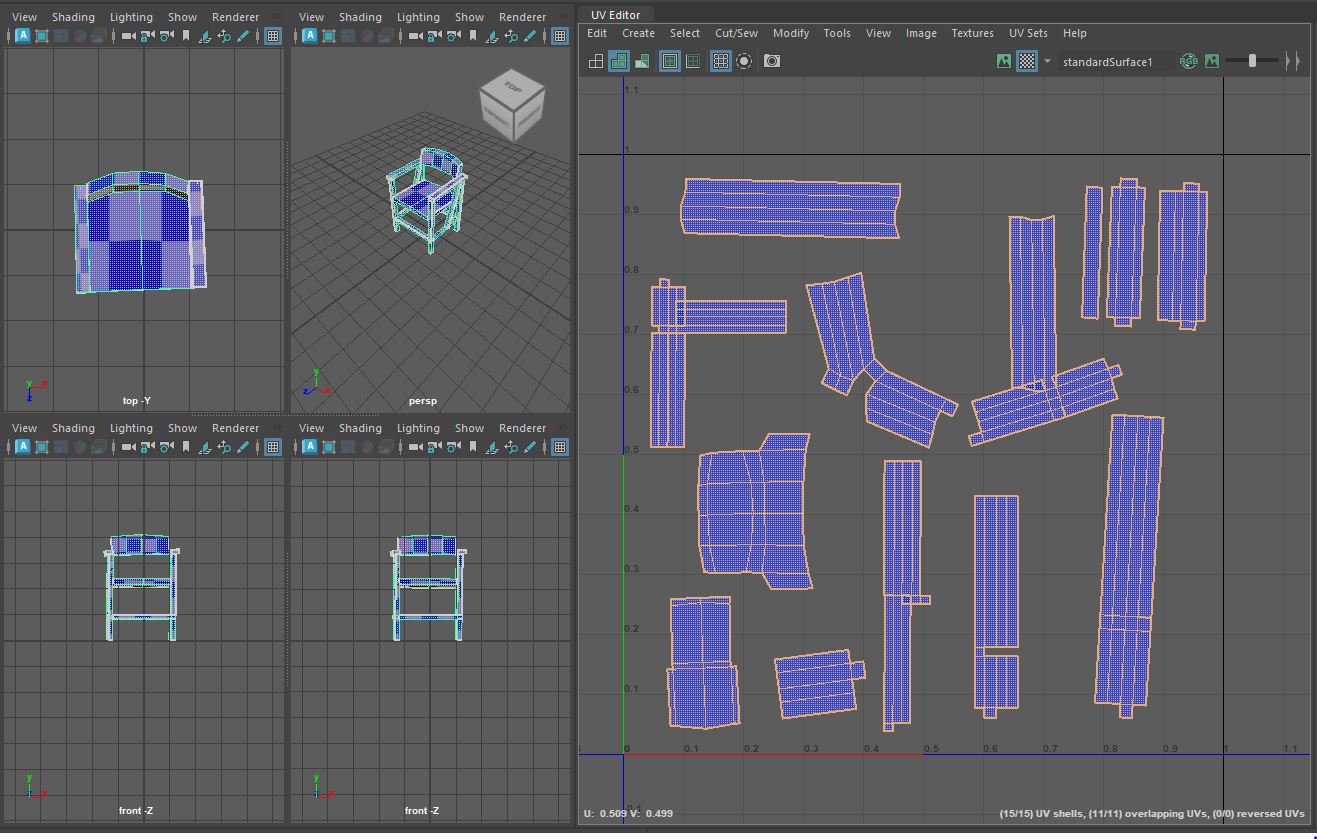 View Shading Lighting Show Renderer
View Shading Lighting Show Renderer
UV Editor
Edit Create Select Cut/Sew Modify Tools View Image Textures UV Sets Help
standardSurface1
RGB
TOP
top -Y
persp
View Shading Lighting Show Renderer
View Shading Lighting Show Renderer
front -Z
front -Z
y
x
z
y
z
x
y
x
y
x
1.1
1
0.9
0.8
0.7
0.6
0.5
0.4
0.3
0.2
0.1
0 0.1 0.2 0.3 0.4 0.5 0.6 0.7 0.8 0.9 1 1.1
U: 0.509 V: 0.499
(15/15) UV shells, (11/11) overlapping UVs, (0/0) reversed UVs